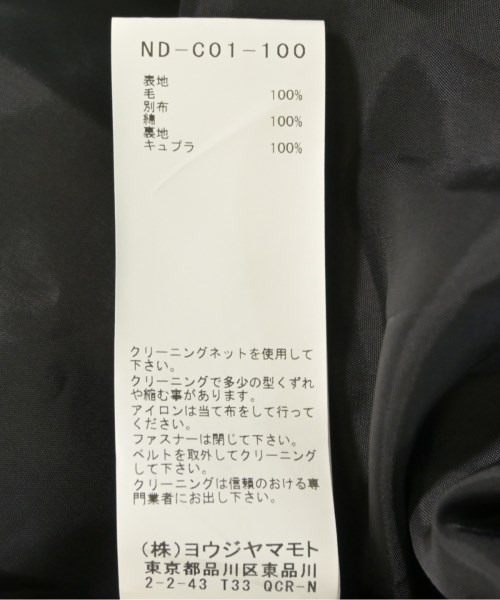 ND-C01-100
表地
毛 100%
別布
綿 100%
裏地
キュプラ 100%
クリーニングネットを使用して
下さい。
クリーニングで多少の型くずれ
や縮む事があります。
アイロンは当て布をして行って
ください。
ファスナーは閉じて下さい。
ベルトを取外してクリーニング
して下さい。
クリーニングは信頼のおける専
門業者にお出し下さい。
(株)ヨウジヤマモト
東京都品川区東品川
2-2-43 T33 QCR-N